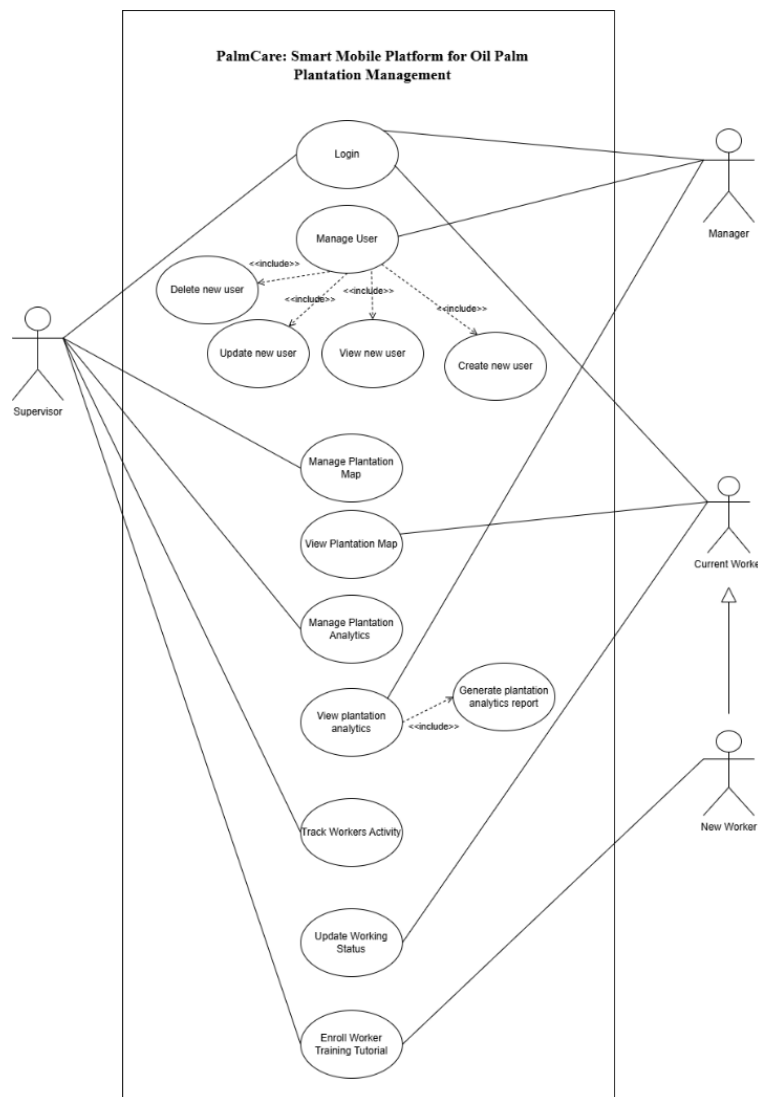 PalmCare: Smart Mobile Platform for Oil Palm
Plantation Management
Login
Manager
Manage User
<<include>>
Delete new user
<<include>>
<<include>>
<<include>>
Update new user
View new user
Create new user
Supervisor
Manage Plantation
Map
View Plantation Map
Current Worke
Manage Plantation
Analytics
Generate plantation
analytics report
View plantation
analytics
<<include>>
Track Workers Activity
New Worker
Update Working
Status
Enroll Worker
Training Tutorial